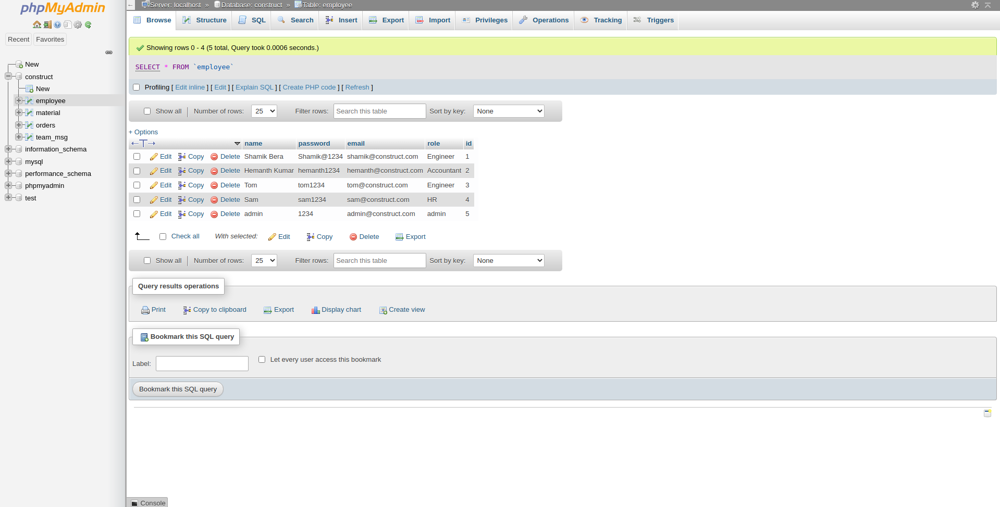 phpMyAdmin
Recent Favorites
New
construct
New
employee
material
orders
team_msg
information_schema
mysql
performance_schema
phpmyadmin
test
← Server: localhost » Database: construct » Table: employee
Browse Structure SQL Search Insert Export Import Privileges Operations Tracking Triggers
Showing rows 0 - 4 (5 total, Query took 0.0006 seconds.)
SELECT * FROM `employee`
Profiling [ Edit inline ] [ Edit ] [ Explain SQL ] [ Create PHP code ] [ Refresh ]
Show all | Number of rows: 25 Filter rows: Search this table Sort by key: None
+ Options
←T→ name password email role id
Edit Copy Delete Shamik Bera Shamik@1234 shamik@construct.com Engineer 1
Edit Copy Delete Hemanth Kumar hemanth1234 hemanth@construct.com Accountant 2
Edit Copy Delete Tom tom1234 tom@construct.com Engineer 3
Edit Copy Delete Sam sam1234 sam@construct.com HR 4
Edit Copy Delete admin 1234 admin@construct.com admin 5
Check all With selected: Edit Copy Delete Export
Show all | Number of rows: 25 Filter rows: Search this table Sort by key: None
Query results operations
Print Copy to clipboard Export Display chart Create view
Bookmark this SQL query
Label: Let every user access this bookmark
Bookmark this SQL query
Console